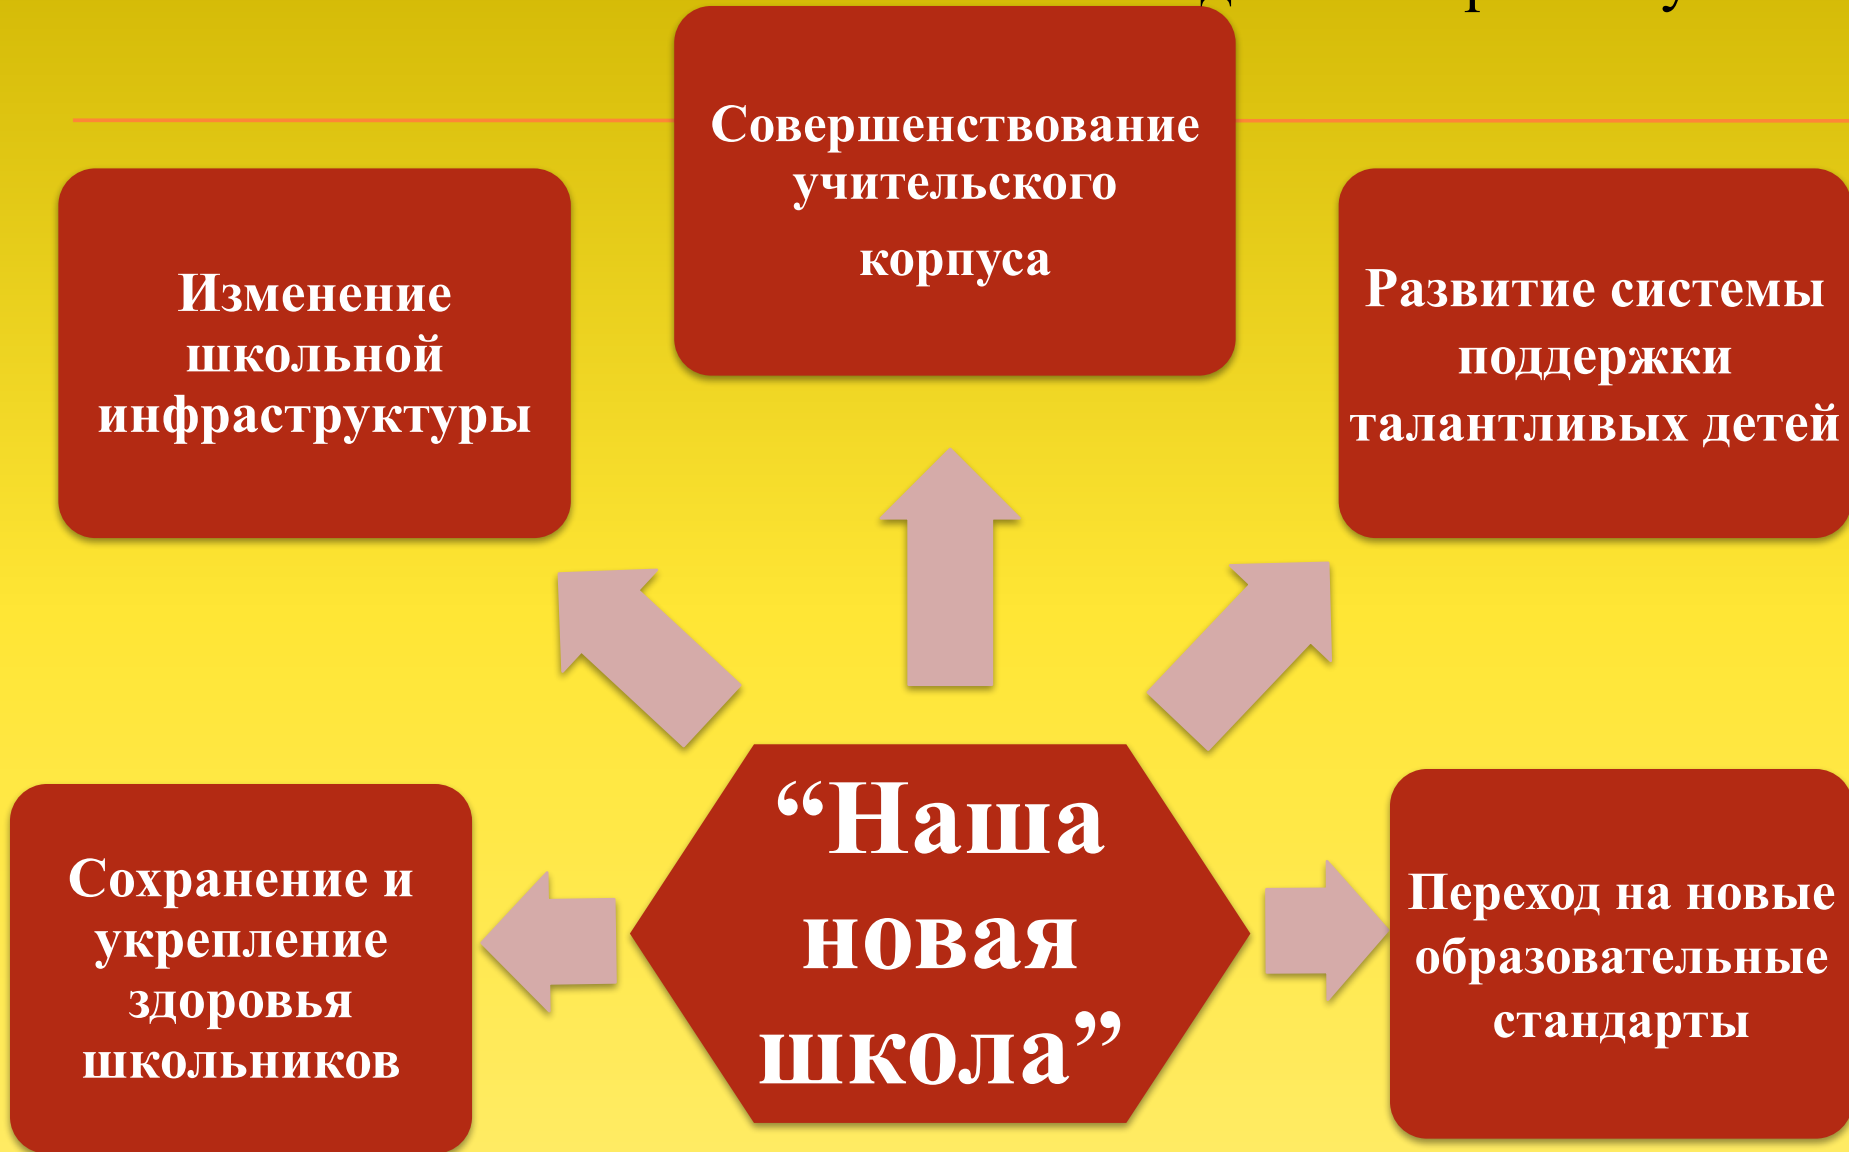 Совершенствование
учительского
корпуса
Изменение
школьной
инфраструктуры
Развитие системы
поддержки
талантливых детей
Сохранение и
укрепление
здоровья
школьников
“Наша
новая
школа”
Переход на новые
образовательные
стандарты